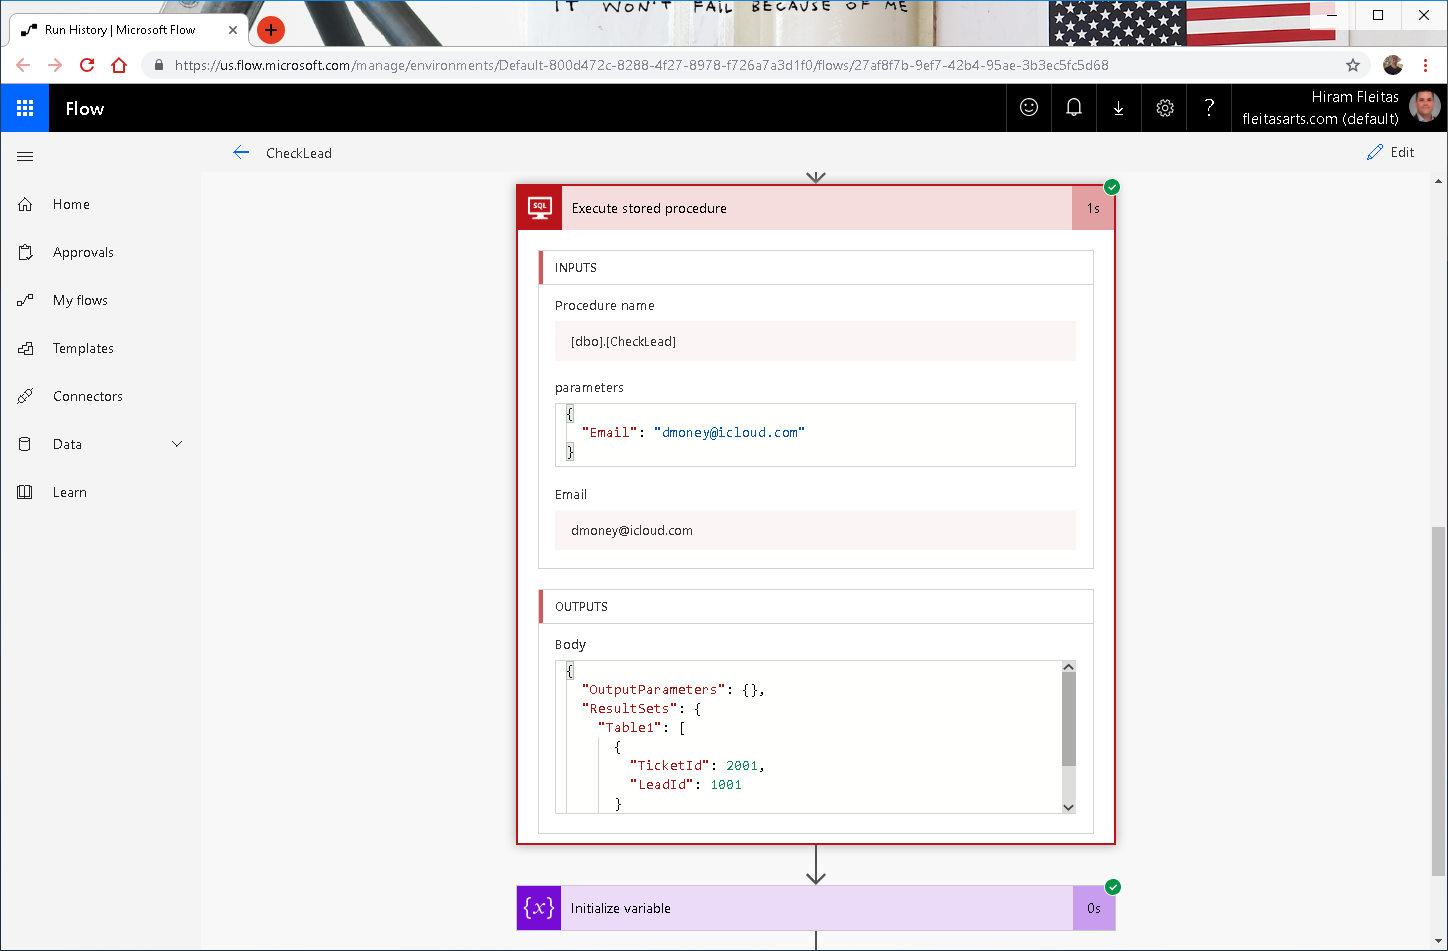 IT WON'T FAIL BECAUSE OF ME
Run History | Microsoft Flow
https://us.flow.microsoft.com/manage/environments/Default-800d472c-8288-4f27-8978-f726a7a3d1f0/flows/27af8f7b-9ef7-42b4-95ae-3b3ec5fc5d68
Flow
?
Hiram Fleitas
fleitasarts.com (default)
CheckLead
Edit
Home
Approvals
My flows
Templates
Connectors
Data
Learn
SQL
Execute stored procedure
1s
INPUTS
Procedure name
[dbo].[CheckLead]
parameters
{
"Email": "dmoney@icloud.com"
}
Email
dmoney@icloud.com
OUTPUTS
Body
{
"OutputParameters": {},
"ResultSets": {
"Table1": [
{
"TicketId": 2001,
"LeadId": 1001
}
{x}
Initialize variable
0s